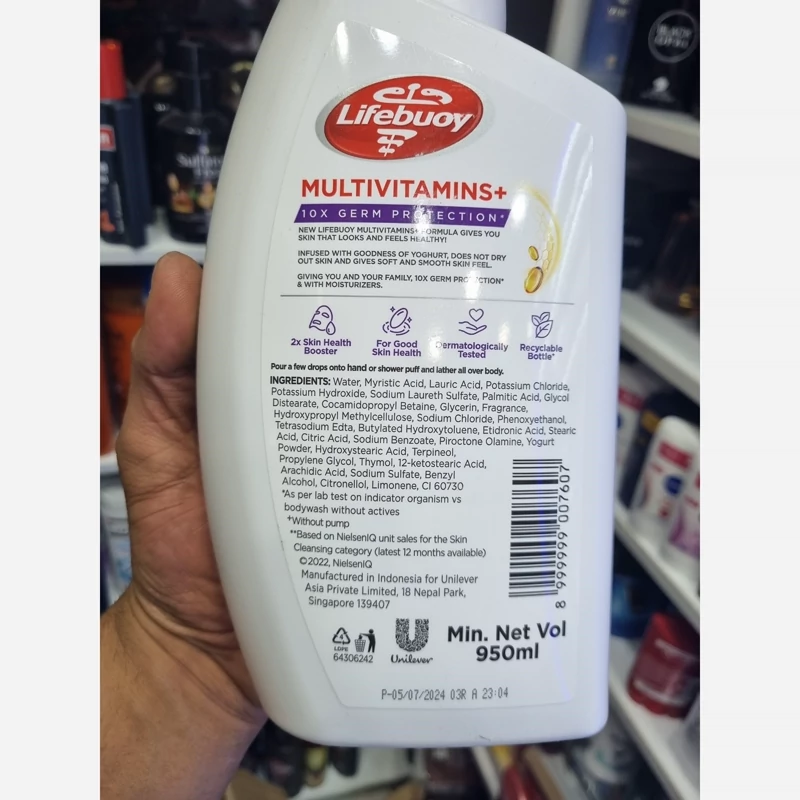 Lifebuoy
MULTIVITAMINS+
10X GERM PROTECTION*
NEW LIFEBUOY MULTIVITAMINS+ FORMULA GIVES YOU
SKIN THAT LOOKS AND FEELS HEALTHY!
INFUSED WITH GOODNESS OF YOGHURT, DOES NOT DRY
OUT SKIN AND GIVES SOFT AND SMOOTH SKIN FEEL.
GIVING YOU AND YOUR FAMILY, 10X GERM PROTECTION*
& WITH MOISTURIZERS.
2x Skin Health
Booster
For Good
Skin Health
Dermatologically
Tested
Recyclable
Bottle⁺
Pour a few drops onto hand or shower puff and lather all over body.
INGREDIENTS: Water, Myristic Acid, Lauric Acid, Potassium Chloride,
Potassium Hydroxide, Sodium Laureth Sulfate, Palmitic Acid, Glycol
Distearate, Cocamidopropyl Betaine, Glycerin, Fragrance,
Hydroxypropyl Methylcellulose, Sodium Chloride, Phenoxyethanol,
Tetrasodium Edta, Butylated Hydroxytoluene, Etidronic Acid, Stearic
Acid, Citric Acid, Sodium Benzoate, Piroctone Olamine, Yogurt
Powder, Hydroxystearic Acid, Terpineol,
Propylene Glycol, Thymol, 12-ketostearic Acid,
Arachidic Acid, Sodium Sulfate, Benzyl
Alcohol, Citronellol, Limonene, CI 60730
*As per lab test on indicator organism vs
bodywash without actives
⁺Without pump
**Based on NielsenIQ unit sales for the Skin
Cleansing category (latest 12 months available)
©2022, NielsenIQ
Manufactured in Indonesia for Unilever
Asia Private Limited, 18 Nepal Park,
Singapore 139407
8 999999 007607
4
LDPE
64306242
Unilever
Min. Net Vol
950ml
P-05/07/2024 03R A 23:04